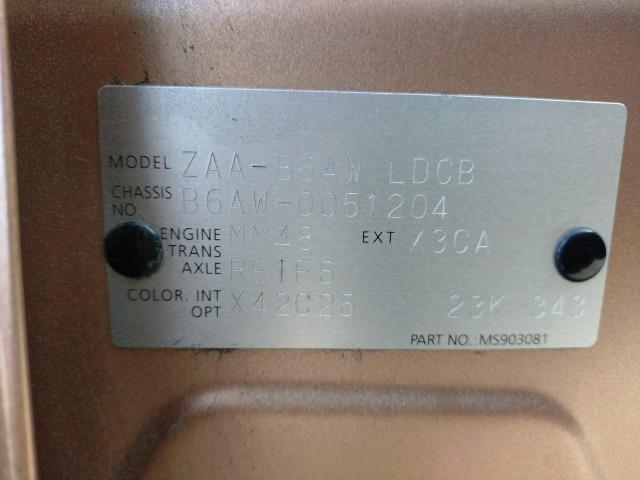 MODEL ZAA-B6AW LDCB
CHASSIS NO. B6AW-0051204
ENGINE MM48 EXT X3CA
TRANS AXLE RE1F6
COLOR. INT OPT X42C26 23K 343
PART NO.:MS903081